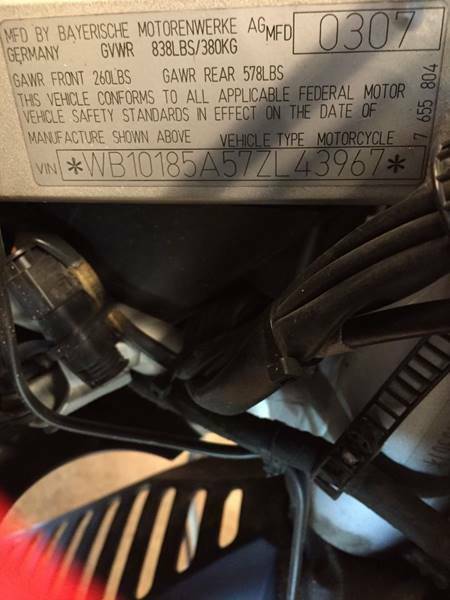 MFD BY BAYERISCHE MOTORENWERKE AG MFD 0307
GERMANY GVWR 838LBS/380KG
GAWR FRONT 260LBS GAWR REAR 578LBS
THIS VEHICLE CONFORMS TO ALL APPLICABLE FEDERAL MOTOR
VEHICLE SAFETY STANDARDS IN EFFECT ON THE DATE OF
MANUFACTURE SHOWN ABOVE VEHICLE TYPE MOTORCYCLE
VIN *WB10185A57ZL43967*
7 655 804